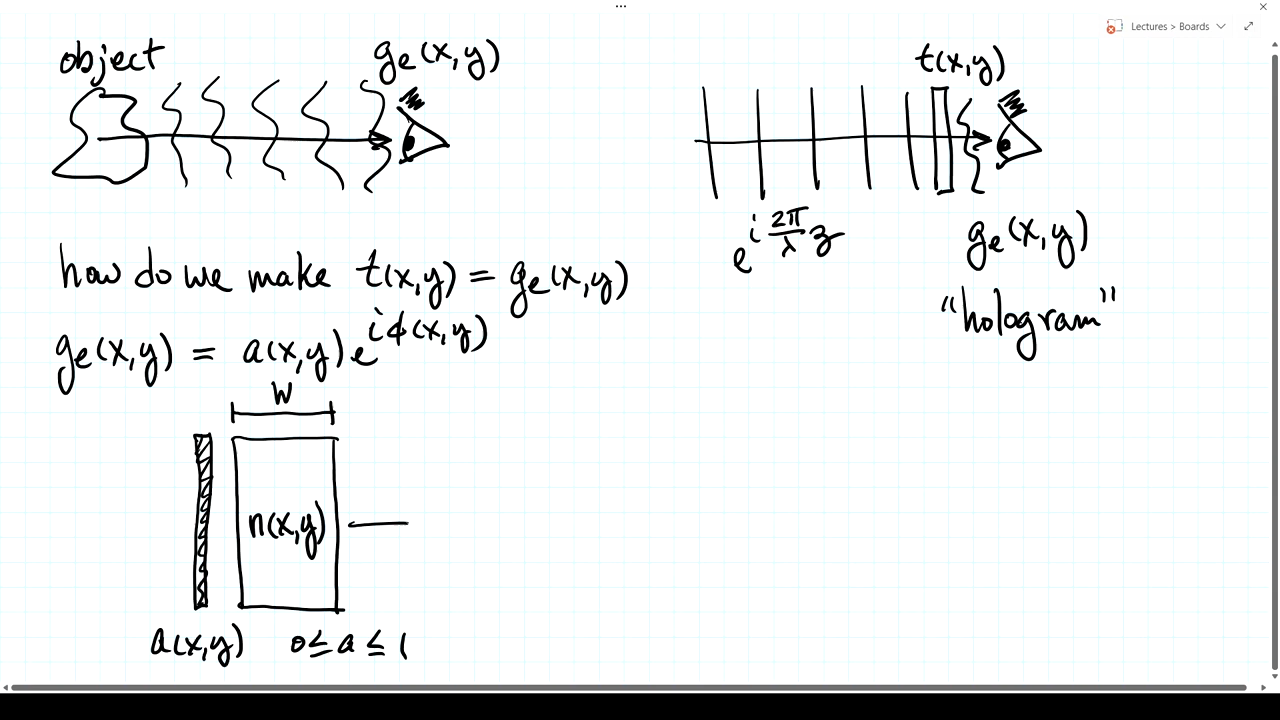 Lectures > Boards
object
gₑ(x,y)
t(x,y)
e^{i 2π/λ z}
gₑ(x,y)
"hologram"
how do we make t(x,y) = gₑ(x,y)
gₑ(x,y) = a(x,y) e^{iϕ(x,y)}
W
n(x,y)
a(x,y) 0 ≤ a ≤ 1